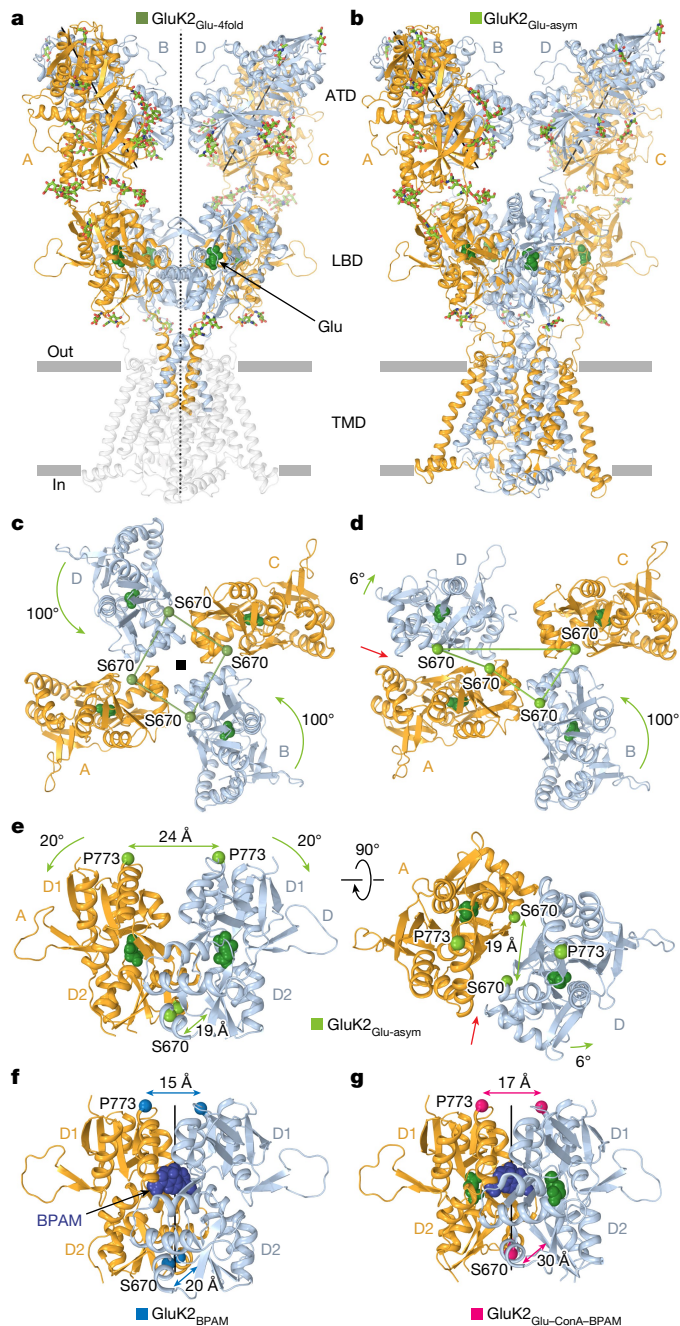 a
GluK2Glu-4fold
b
GluK2Glu-asym
B
D
B
D
ATD
A
C
A
C
LBD
Glu
Out
TMD
In
c
D
C
100°
S670
S670
S670
S670
100°
A
B
d
D
C
6°
S670
S670
S670
S670
100°
A
B
e
20°
24 Å
20°
P773
P773
D1
D1
A
D
D2
D2
19 Å
S670
90°
A
S670
P773
19 Å
P773
S670
D
6°
GluK2Glu-asym
f
15 Å
P773
D1
D1
BPAM
D2
D2
S670
20 Å
GluK2BPAM
g
17 Å
P773
D1
D1
D2
D2
S670
30 Å
GluK2Glu–ConA–BPAM